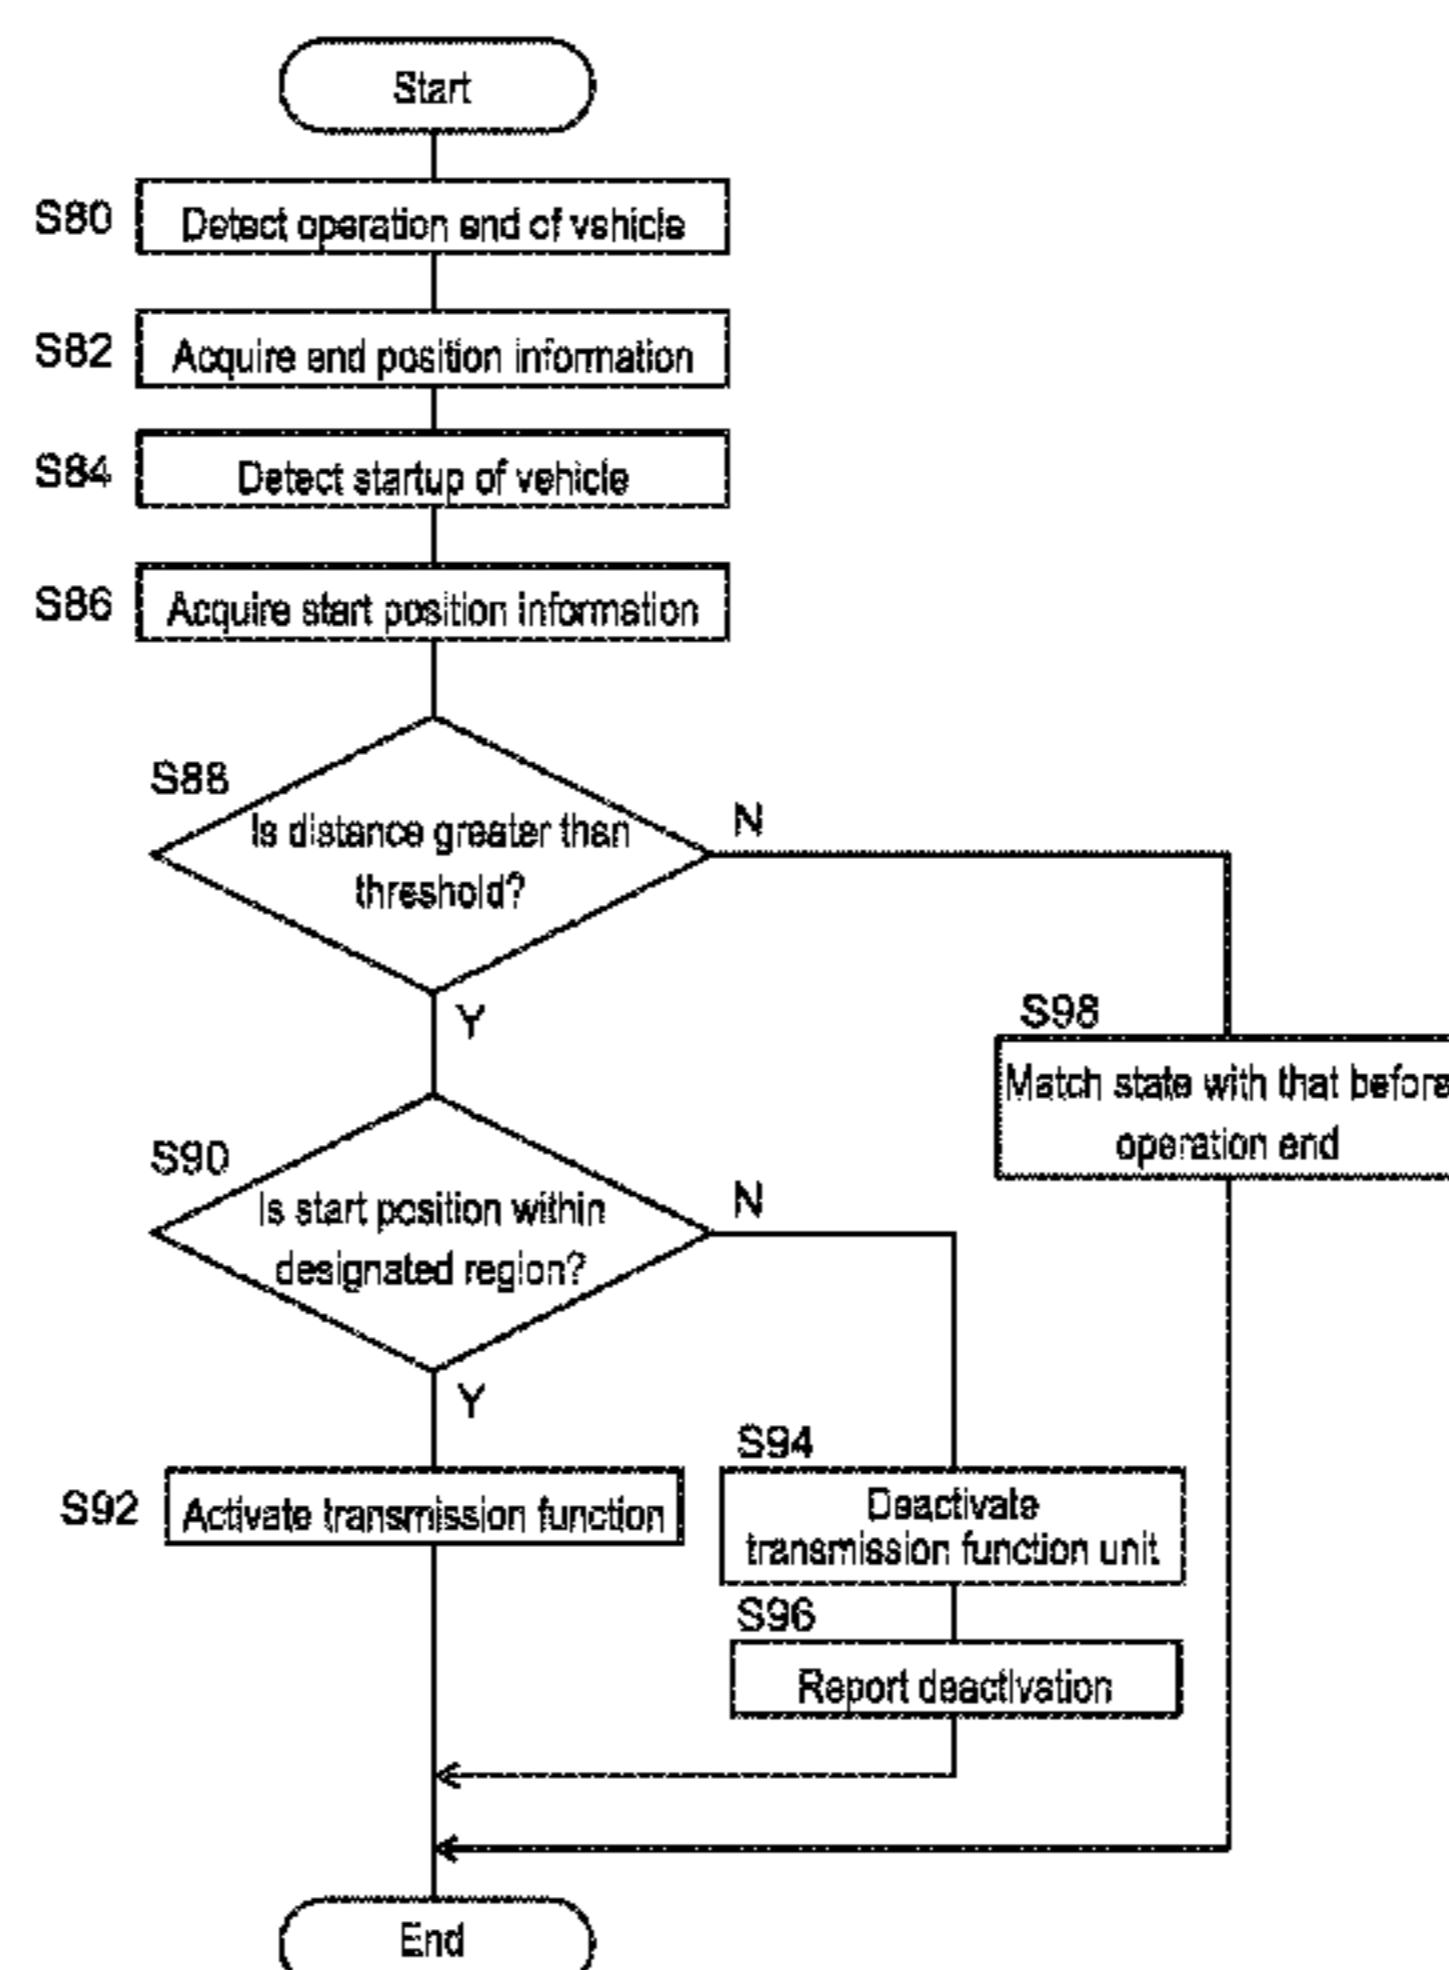 Start
S80
Detect operation end of vehicle
S82
Acquire end position information
S84
Detect startup of vehicle
S86
Acquire start position information
S88
Is distance greater than
threshold?
N
Y
S98
Match state with that before
operation end
S90
Is start position within
designated region?
N
Y
S92
Activate transmission function
S94
Deactivate
transmission function unit
S96
Report deactivation
End